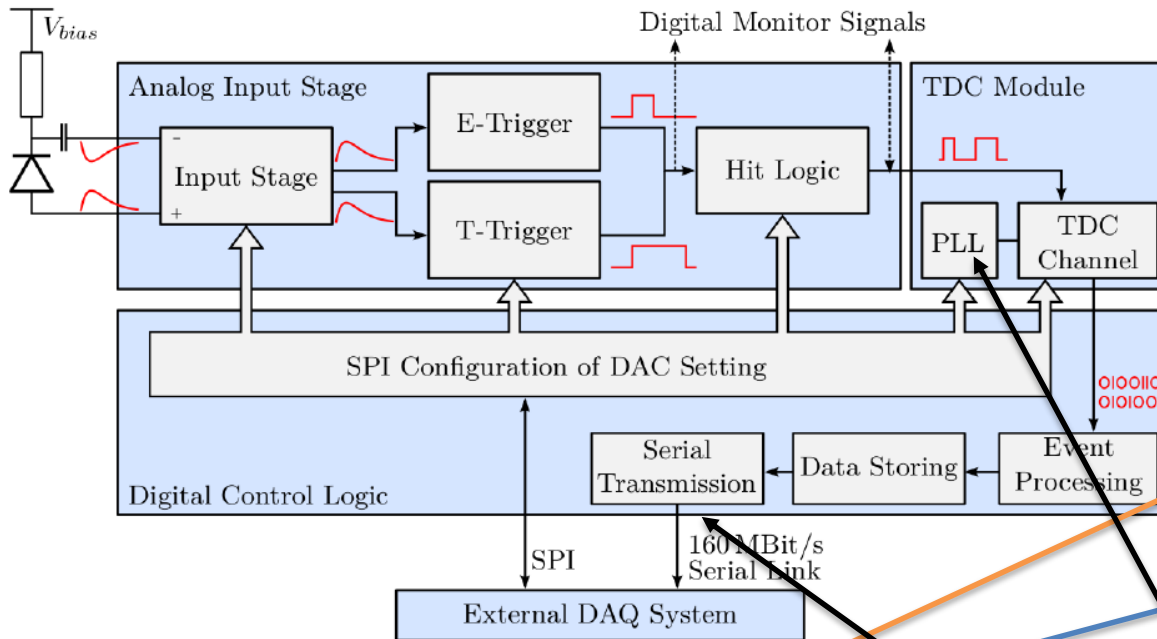 V_bias
Digital Monitor Signals
Analog Input Stage
TDC Module
E-Trigger
−
Input Stage
+
Hit Logic
T-Trigger
PLL
TDC
Channel
SPI Configuration of DAC Setting
0100110
010100
Serial
Transmission
Data Storing
Event
Processing
Digital Control Logic
SPI
160 MBit/s
Serial Link
External DAQ System